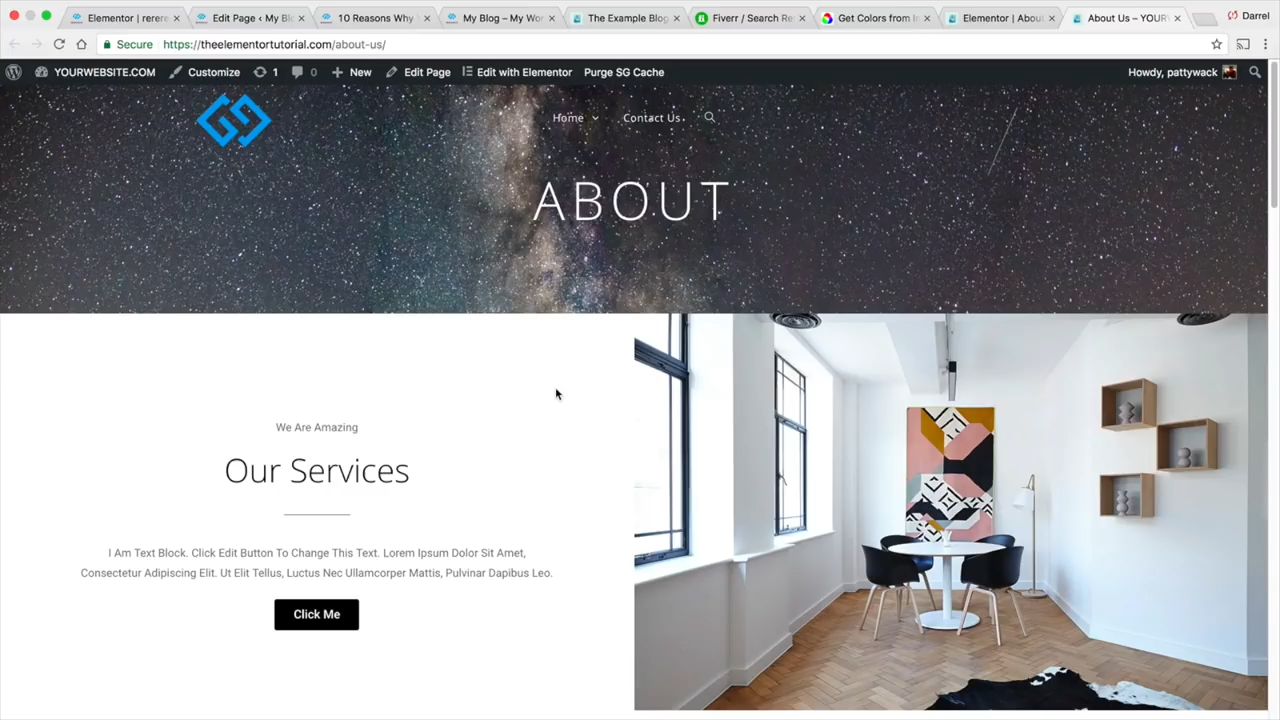 Elementor | rerere
Edit Page ‹ My Bl
10 Reasons Why
My Blog – My Wor
The Example Blog
Fiverr / Search Re
Get Colors from I
Elementor | About
About Us – YOUR
Darrel
Secure https://theelementortutorial.com/about-us/
YOURWEBSITE.COM Customize 1 0 New Edit Page Edit with Elementor Purge SG Cache Howdy, pattywack
Home Contact Us
ABOUT
We Are Amazing
Our Services
I Am Text Block. Click Edit Button To Change This Text. Lorem Ipsum Dolor Sit Amet,
Consectetur Adipiscing Elit. Ut Elit Tellus, Luctus Nec Ullamcorper Mattis, Pulvinar Dapibus Leo.
Click Me